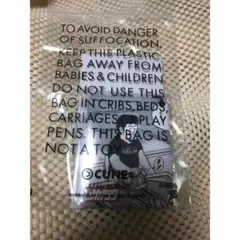 TO AVOID DANGER
OF SUFFOCATION,
KEEP THIS PLASTIC
BAG AWAY FROM
BABIES & CHILDREN.
DO NOT USE THIS
BAG IN CRIBS, BEDS,
CARRIAGES OR PLAY
PENS. THIS BAG IS
NOT A TOY.
CUNE